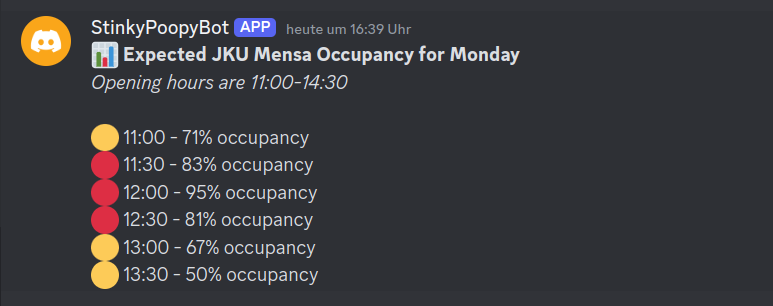 StinkyPoopyBot APP heute um 16:39 Uhr
📊 Expected JKU Mensa Occupancy for Monday
Opening hours are 11:00-14:30
🟡 11:00 - 71% occupancy
🔴 11:30 - 83% occupancy
🔴 12:00 - 95% occupancy
🔴 12:30 - 81% occupancy
🟡 13:00 - 67% occupancy
🟡 13:30 - 50% occupancy